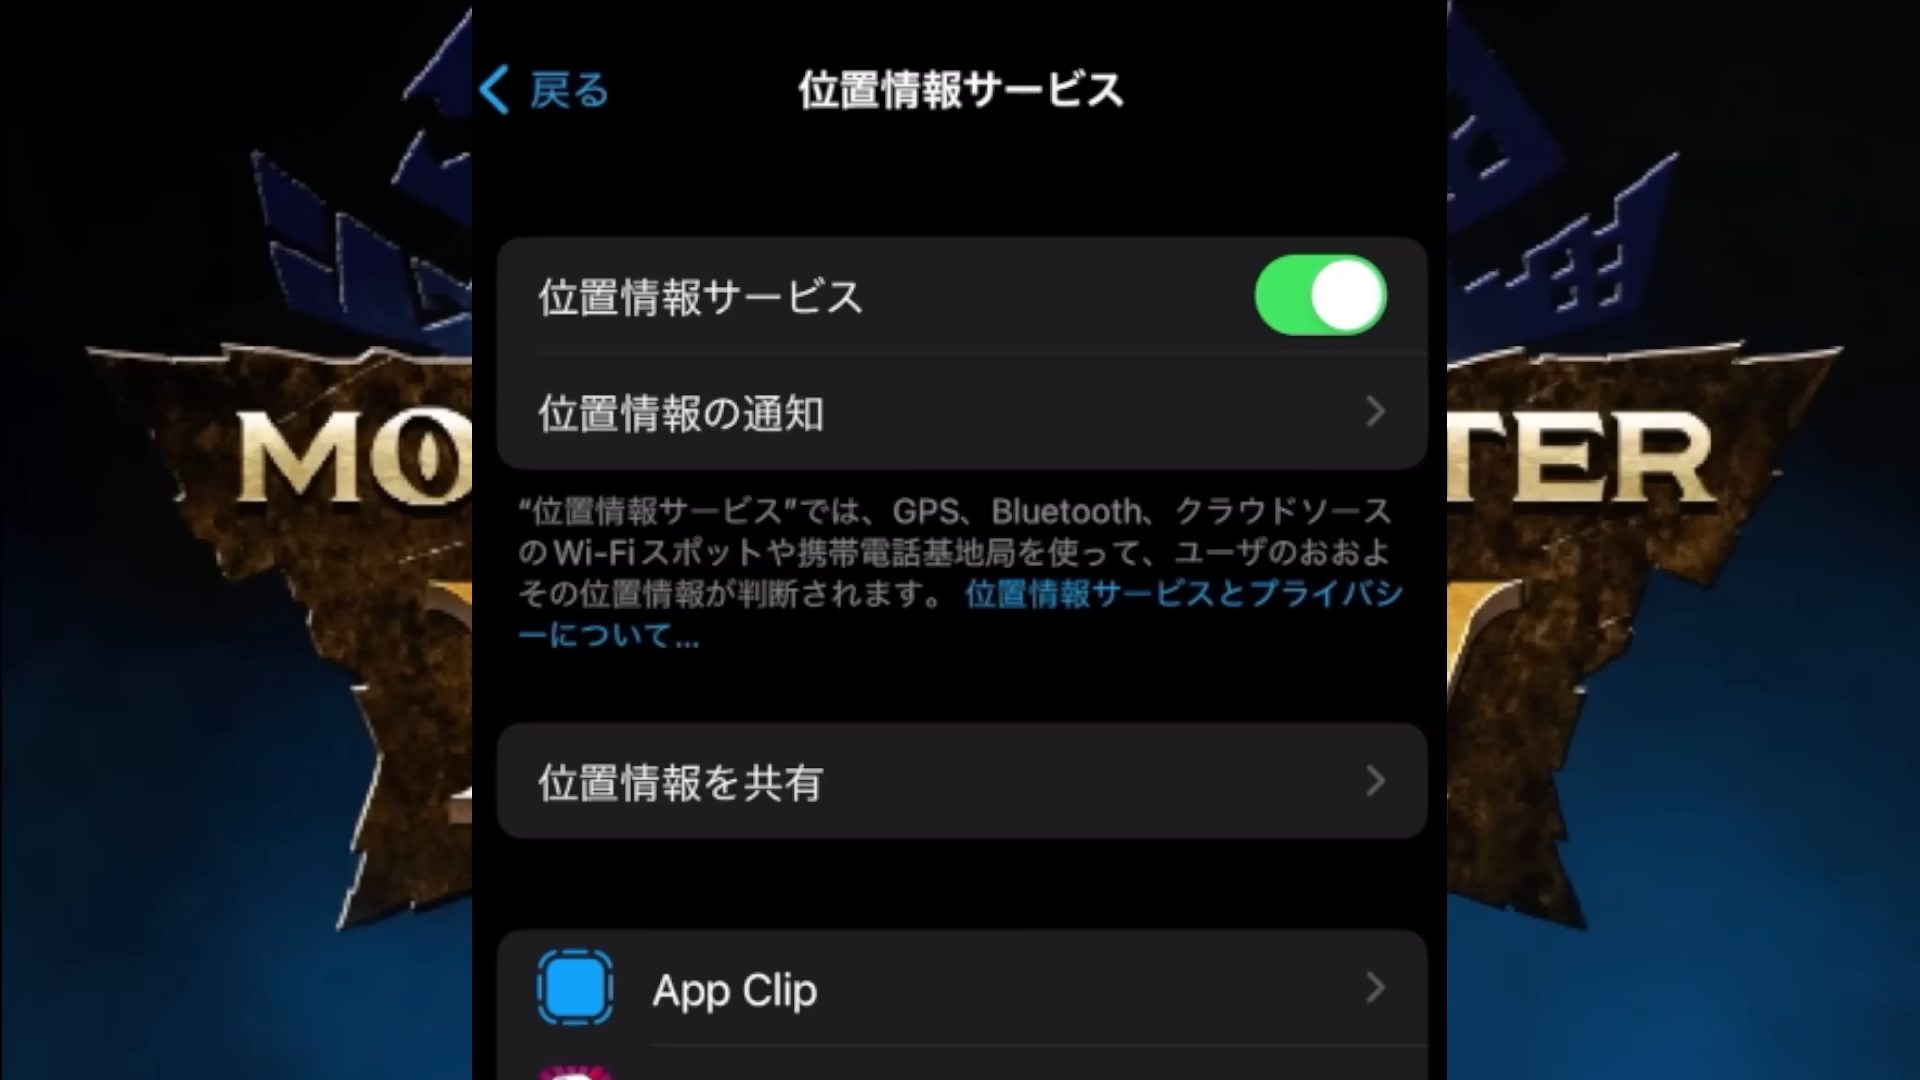 戻る
位置情報サービス
位置情報サービス
位置情報の通知
“位置情報サービス”では、GPS、Bluetooth、クラウドソース
のWi-Fiスポットや携帯電話基地局を使って、ユーザのおおよ
その位置情報が判断されます。 位置情報サービスとプライバシ
ーについて...
位置情報を共有
App Clip
MO
TER